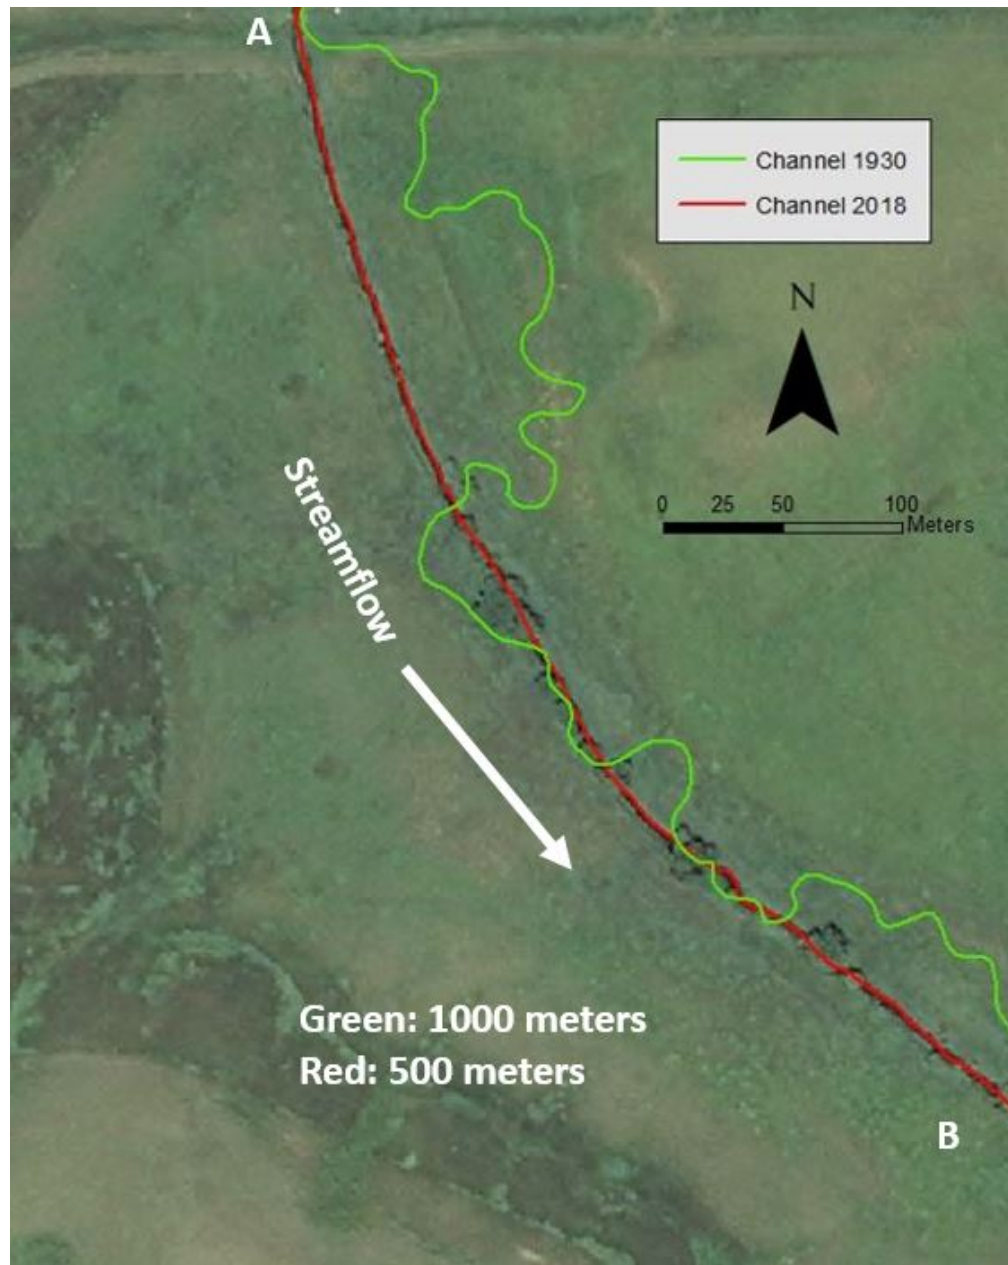 A
Channel 1930
Channel 2018
N
0 25 50 100
Meters
Streamflow
Green: 1000 meters
Red: 500 meters
B